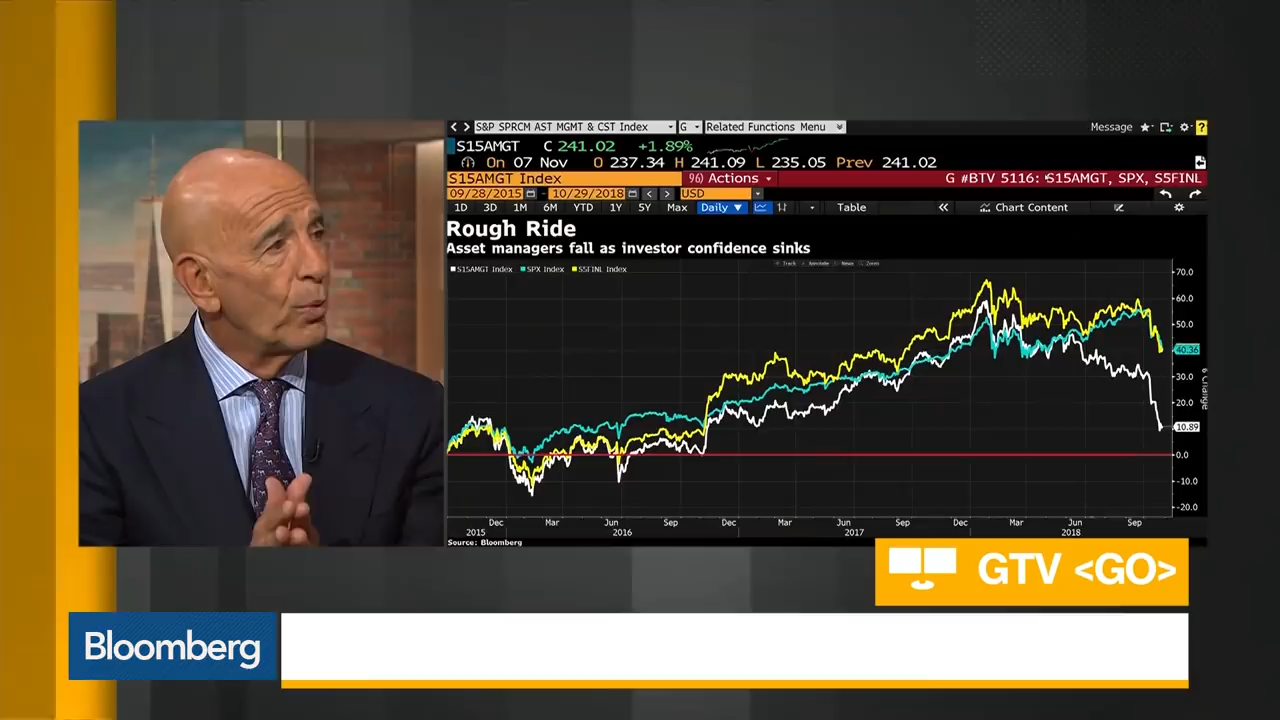 S&P SPRCM AST MGMT & CST Index G Related Functions Menu Message ?
S15AMGT C 241.02 +1.89%
On 07 Nov O 237.34 H 241.09 L 235.05 Prev 241.02
S15AMGT Index 96) Actions G #BTV 5116: S15AMGT, SPX, S5FINL
09/28/2015 - 10/29/2018 USD
1D 3D 1M 6M YTD 1Y 5Y Max Daily Table Chart Content
Rough Ride
Asset managers fall as investor confidence sinks
Track Annotate News Zoom
S15AMGT Index SPX Index S5FINL Index
70.0
60.0
50.0
40.36
30.0
20.0
% Change
10.89
0.0
-10.0
-20.0
Dec Mar Jun Sep Dec Mar Jun Sep Dec Mar Jun Sep
2015 2016 2017 2018
Source: Bloomberg
GTV <GO>
Bloomberg